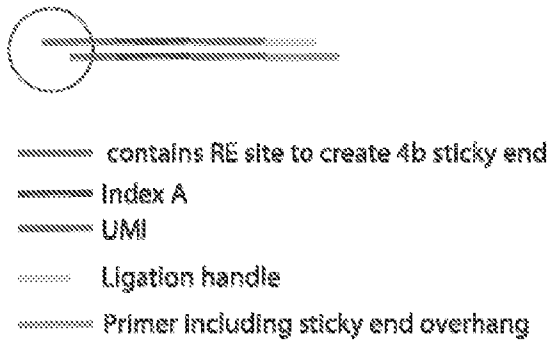 contains RE site to create 4b sticky end
Index A
UMI
Ligation handle
Primer including sticky end overhang